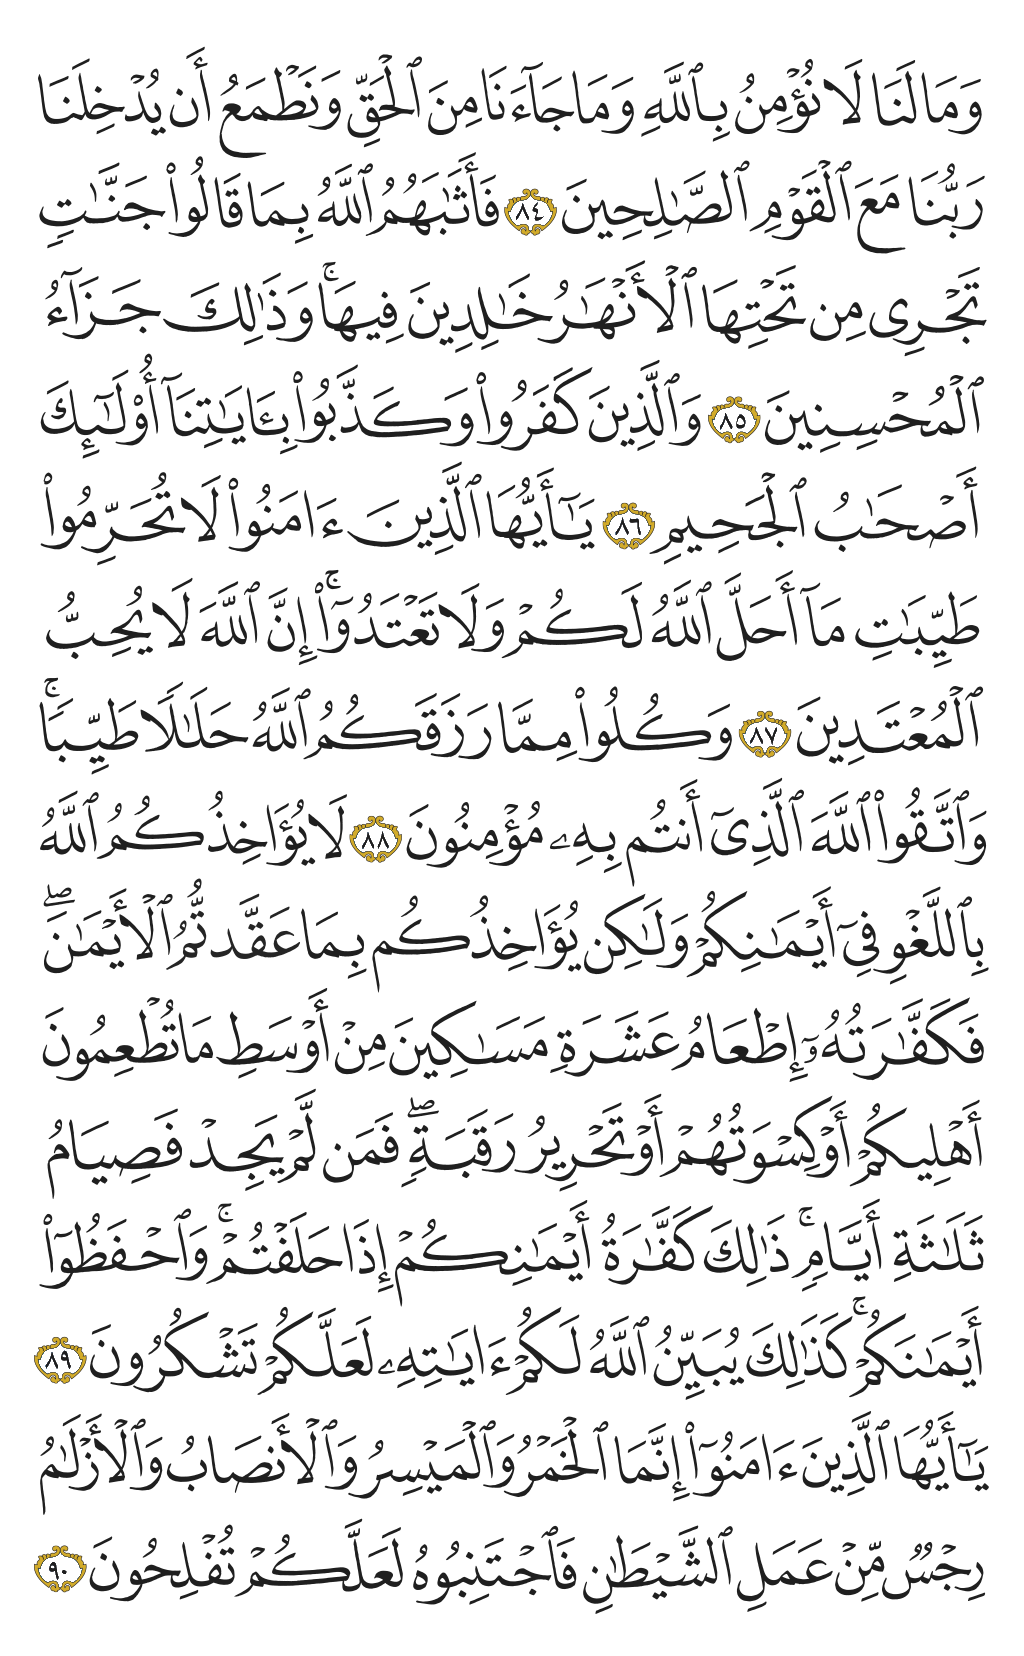 وَمَا لَنَا لَا نُؤْمِنُ بِٱللَّهِ وَمَا جَآءَنَا مِنَ ٱلْحَقِّ وَنَطْمَعُ أَن يُدْخِلَنَا
رَبُّنَا مَعَ ٱلْقَوْمِ ٱلصَّـٰلِحِينَ ٨٤ فَأَثَـٰبَهُمُ ٱللَّهُ بِمَا قَالُوا۟ جَنَّـٰتٍ
تَجْرِى مِن تَحْتِهَا ٱلْأَنْهَـٰرُ خَـٰلِدِينَ فِيهَا ۚ وَذَٰلِكَ جَزَآءُ
ٱلْمُحْسِنِينَ ٨٥ وَٱلَّذِينَ كَفَرُوا۟ وَكَذَّبُوا۟ بِـَٔايَـٰتِنَآ أُو۟لَـٰٓئِكَ
أَصْحَـٰبُ ٱلْجَحِيمِ ٨٦ يَـٰٓأَيُّهَا ٱلَّذِينَ ءَامَنُوا۟ لَا تُحَرِّمُوا۟
طَيِّبَـٰتِ مَآ أَحَلَّ ٱللَّهُ لَكُمْ وَلَا تَعْتَدُوٓا۟ ۚ إِنَّ ٱللَّهَ لَا يُحِبُّ
ٱلْمُعْتَدِينَ ٨٧ وَكُلُوا۟ مِمَّا رَزَقَكُمُ ٱللَّهُ حَلَـٰلًا طَيِّبًا ۚ
وَٱتَّقُوا۟ ٱللَّهَ ٱلَّذِىٓ أَنتُم بِهِۦ مُؤْمِنُونَ ٨٨ لَا يُؤَاخِذُكُمُ ٱللَّهُ
بِٱللَّغْوِ فِىٓ أَيْمَـٰنِكُمْ وَلَـٰكِن يُؤَاخِذُكُم بِمَا عَقَّدتُّمُ ٱلْأَيْمَـٰنَ ۖ
فَكَفَّـٰرَتُهُۥٓ إِطْعَامُ عَشَرَةِ مَسَـٰكِينَ مِنْ أَوْسَطِ مَا تُطْعِمُونَ
أَهْلِيكُمْ أَوْ كِسْوَتُهُمْ أَوْ تَحْرِيرُ رَقَبَةٍ ۖ فَمَن لَّمْ يَجِدْ فَصِيَامُ
ثَلَـٰثَةِ أَيَّامٍ ۚ ذَٰلِكَ كَفَّـٰرَةُ أَيْمَـٰنِكُمْ إِذَا حَلَفْتُمْ ۚ وَٱحْفَظُوٓا۟
أَيْمَـٰنَكُمْ ۚ كَذَٰلِكَ يُبَيِّنُ ٱللَّهُ لَكُمْ ءَايَـٰتِهِۦ لَعَلَّكُمْ تَشْكُرُونَ ٨٩
يَـٰٓأَيُّهَا ٱلَّذِينَ ءَامَنُوٓا۟ إِنَّمَا ٱلْخَمْرُ وَٱلْمَيْسِرُ وَٱلْأَنصَابُ وَٱلْأَزْلَـٰمُ
رِجْسٌ مِّنْ عَمَلِ ٱلشَّيْطَـٰنِ فَٱجْتَنِبُوهُ لَعَلَّكُمْ تُفْلِحُونَ ٩٠